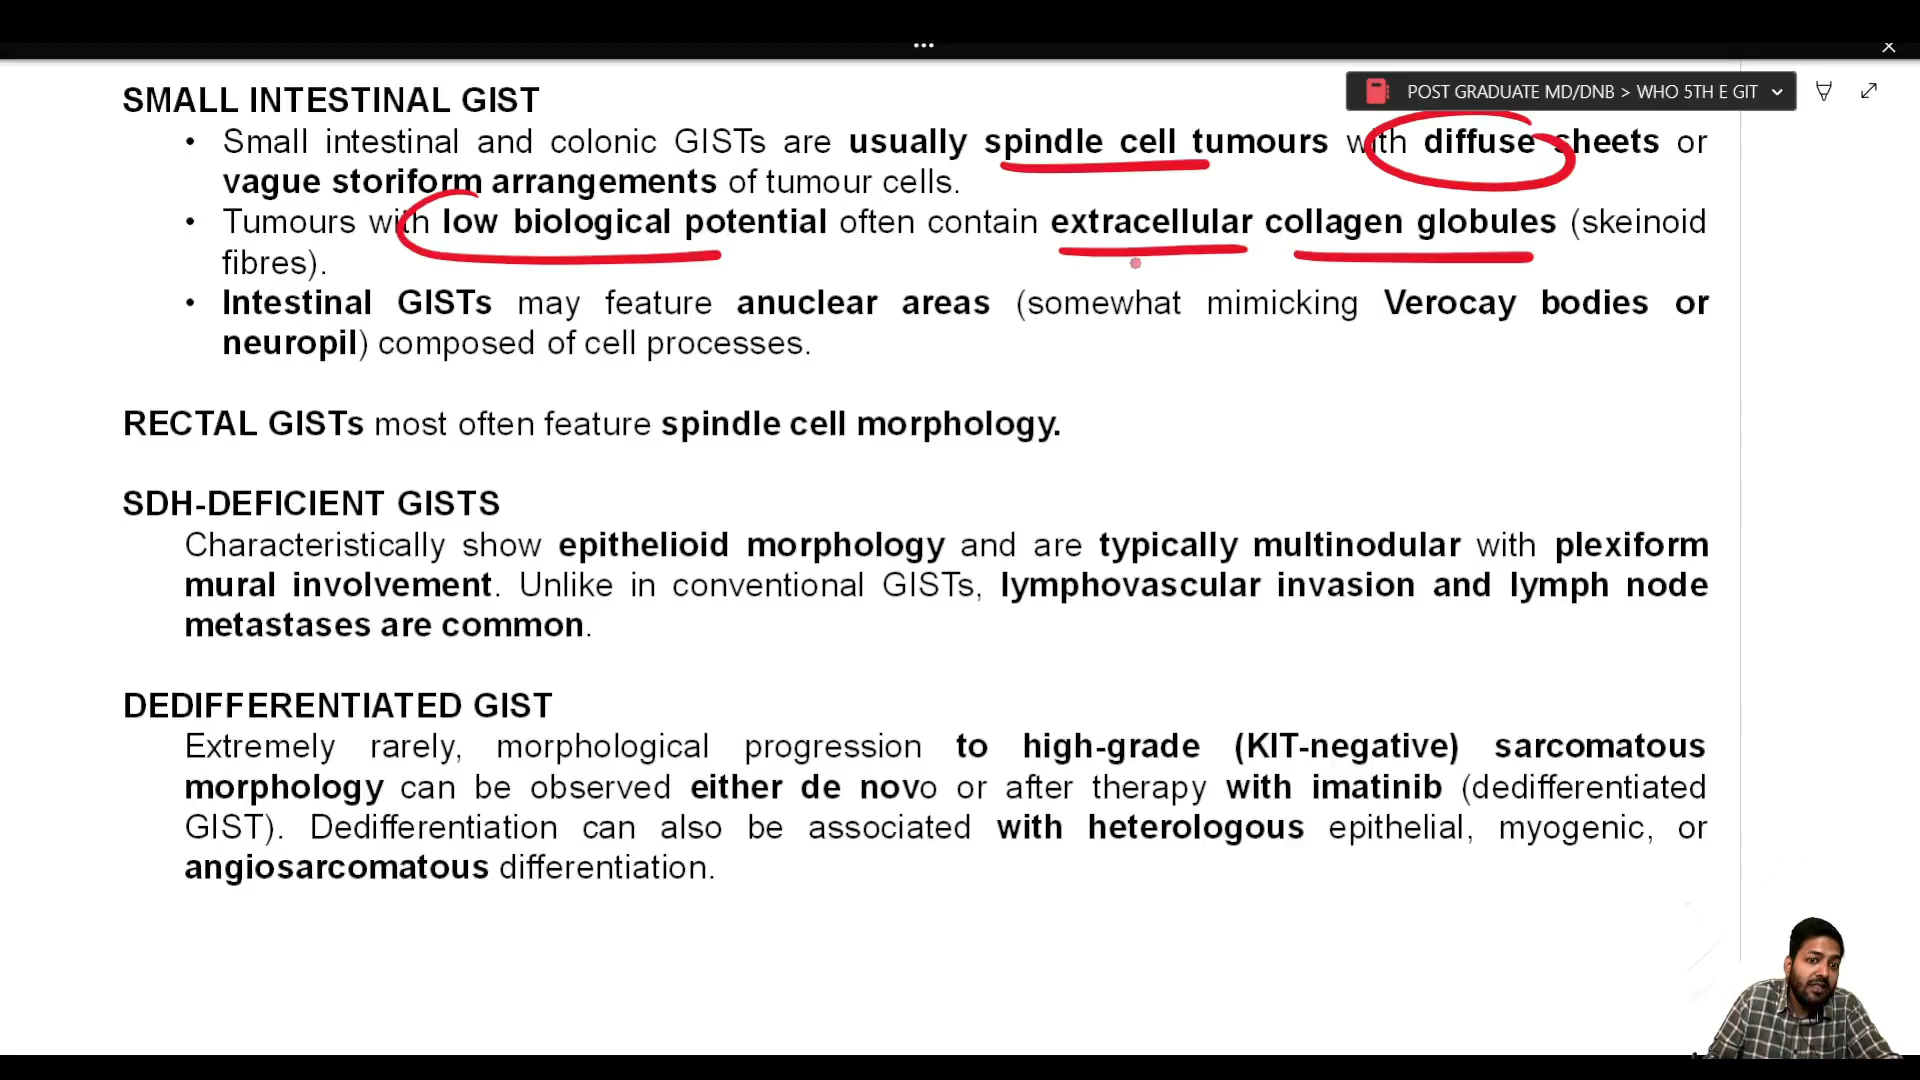 ...
POST GRADUATE MD/DNB > WHO 5TH E GIT
SMALL INTESTINAL GIST
• Small intestinal and colonic GISTs are usually spindle cell tumours with diffuse sheets or
vague storiform arrangements of tumour cells.
• Tumours with low biological potential often contain extracellular collagen globules (skeinoid
fibres).
• Intestinal GISTs may feature anuclear areas (somewhat mimicking Verocay bodies or
neuropil) composed of cell processes.
RECTAL GISTs most often feature spindle cell morphology.
SDH-DEFICIENT GISTS
Characteristically show epithelioid morphology and are typically multinodular with plexiform
mural involvement. Unlike in conventional GISTs, lymphovascular invasion and lymph node
metastases are common.
DEDIFFERENTIATED GIST
Extremely rarely, morphological progression to high-grade (KIT-negative) sarcomatous
morphology can be observed either de novo or after therapy with imatinib (dedifferentiated
GIST). Dedifferentiation can also be associated with heterologous epithelial, myogenic, or
angiosarcomatous differentiation.